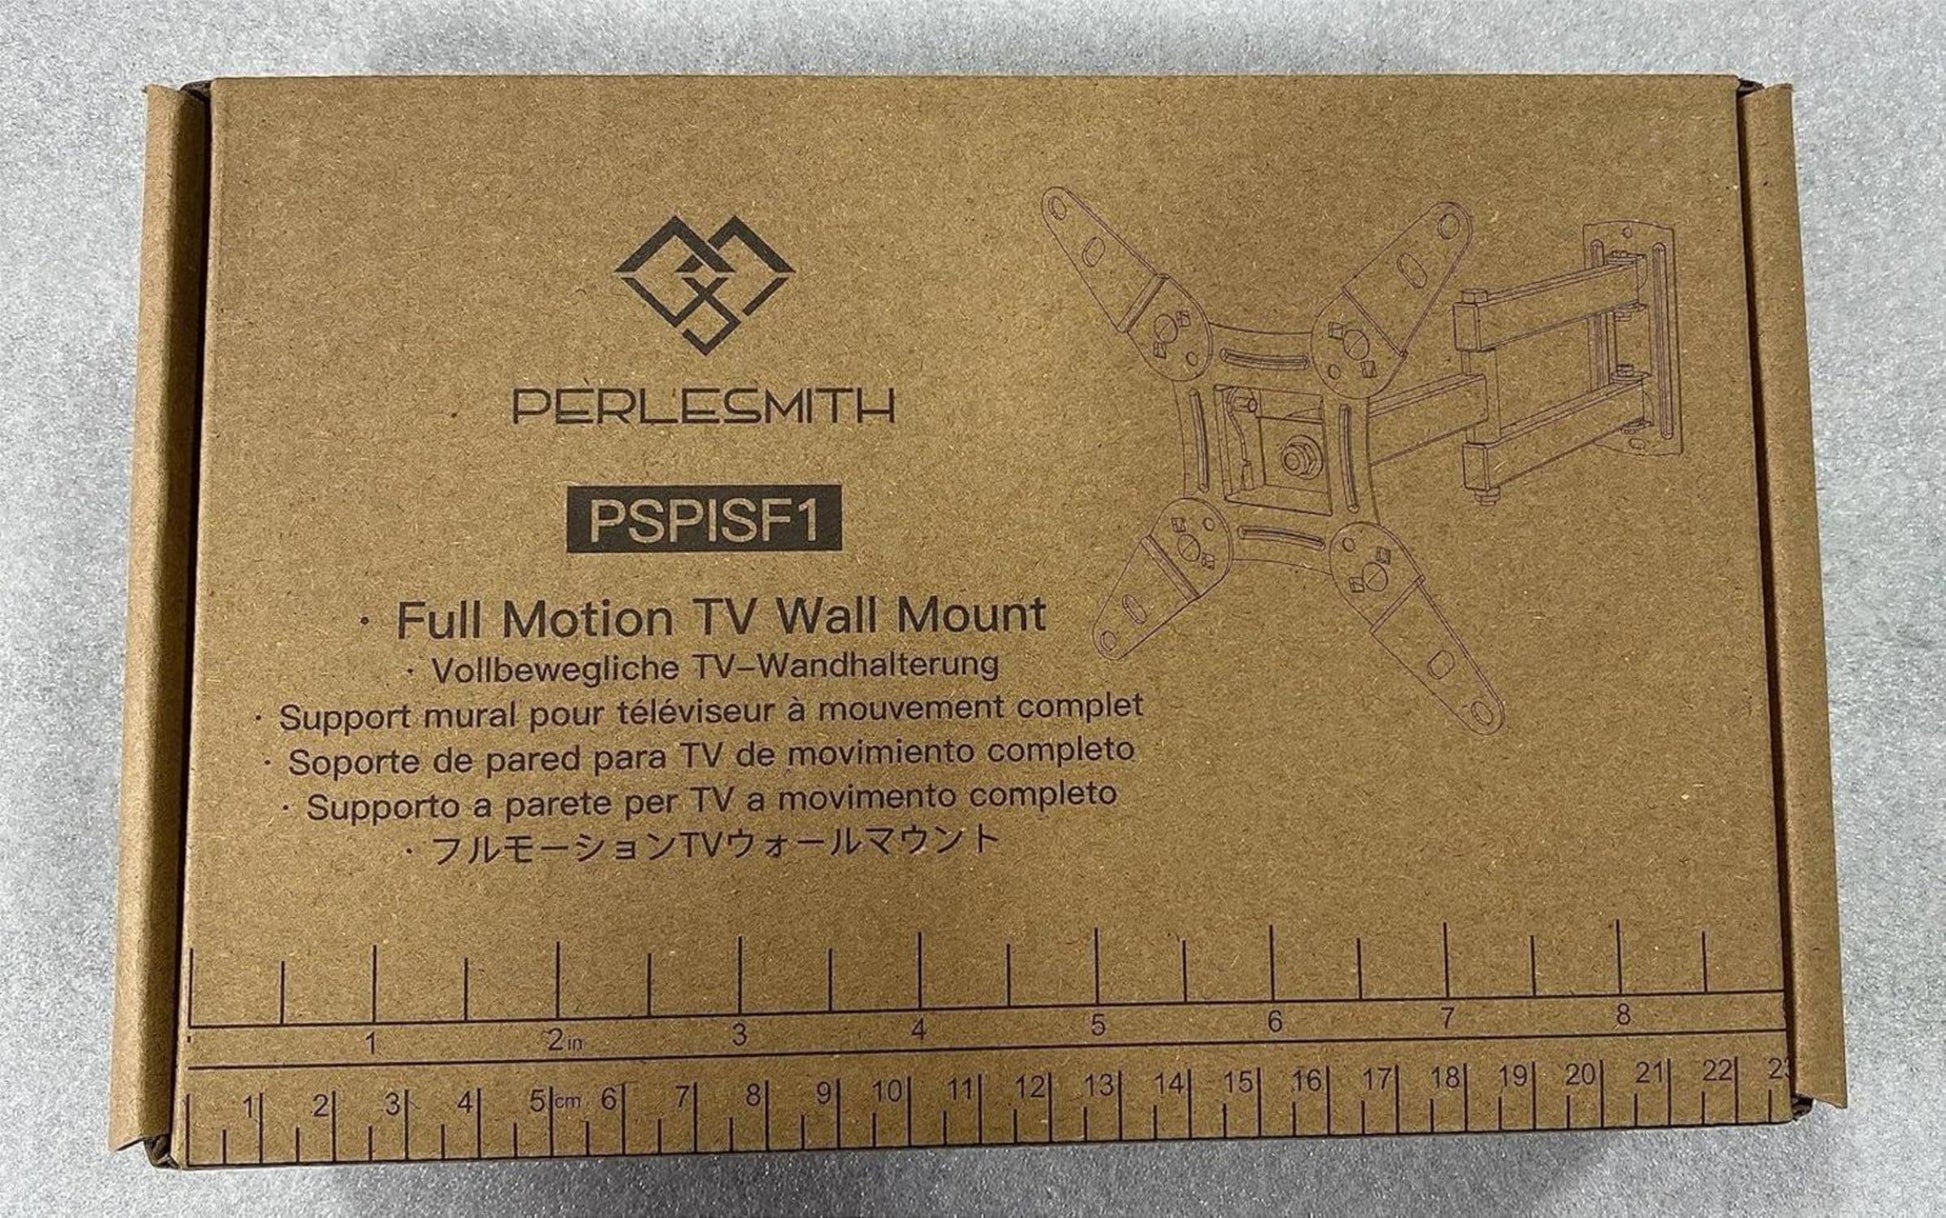 PERLESMITH
PSPISF1
· Full Motion TV Wall Mount
· Vollbewegliche TV-Wandhalterung
· Support mural pour téléviseur à mouvement complet
· Soporte de pared para TV de movimiento completo
· Supporto a parete per TV a movimento completo
· フルモーションTVウォールマウント
1 2in 3 4 5 6 7 8
1 2 3 4 5cm 6 7 8 9 10 11 12 13 14 15 16 17 18 19 20 21 22 23